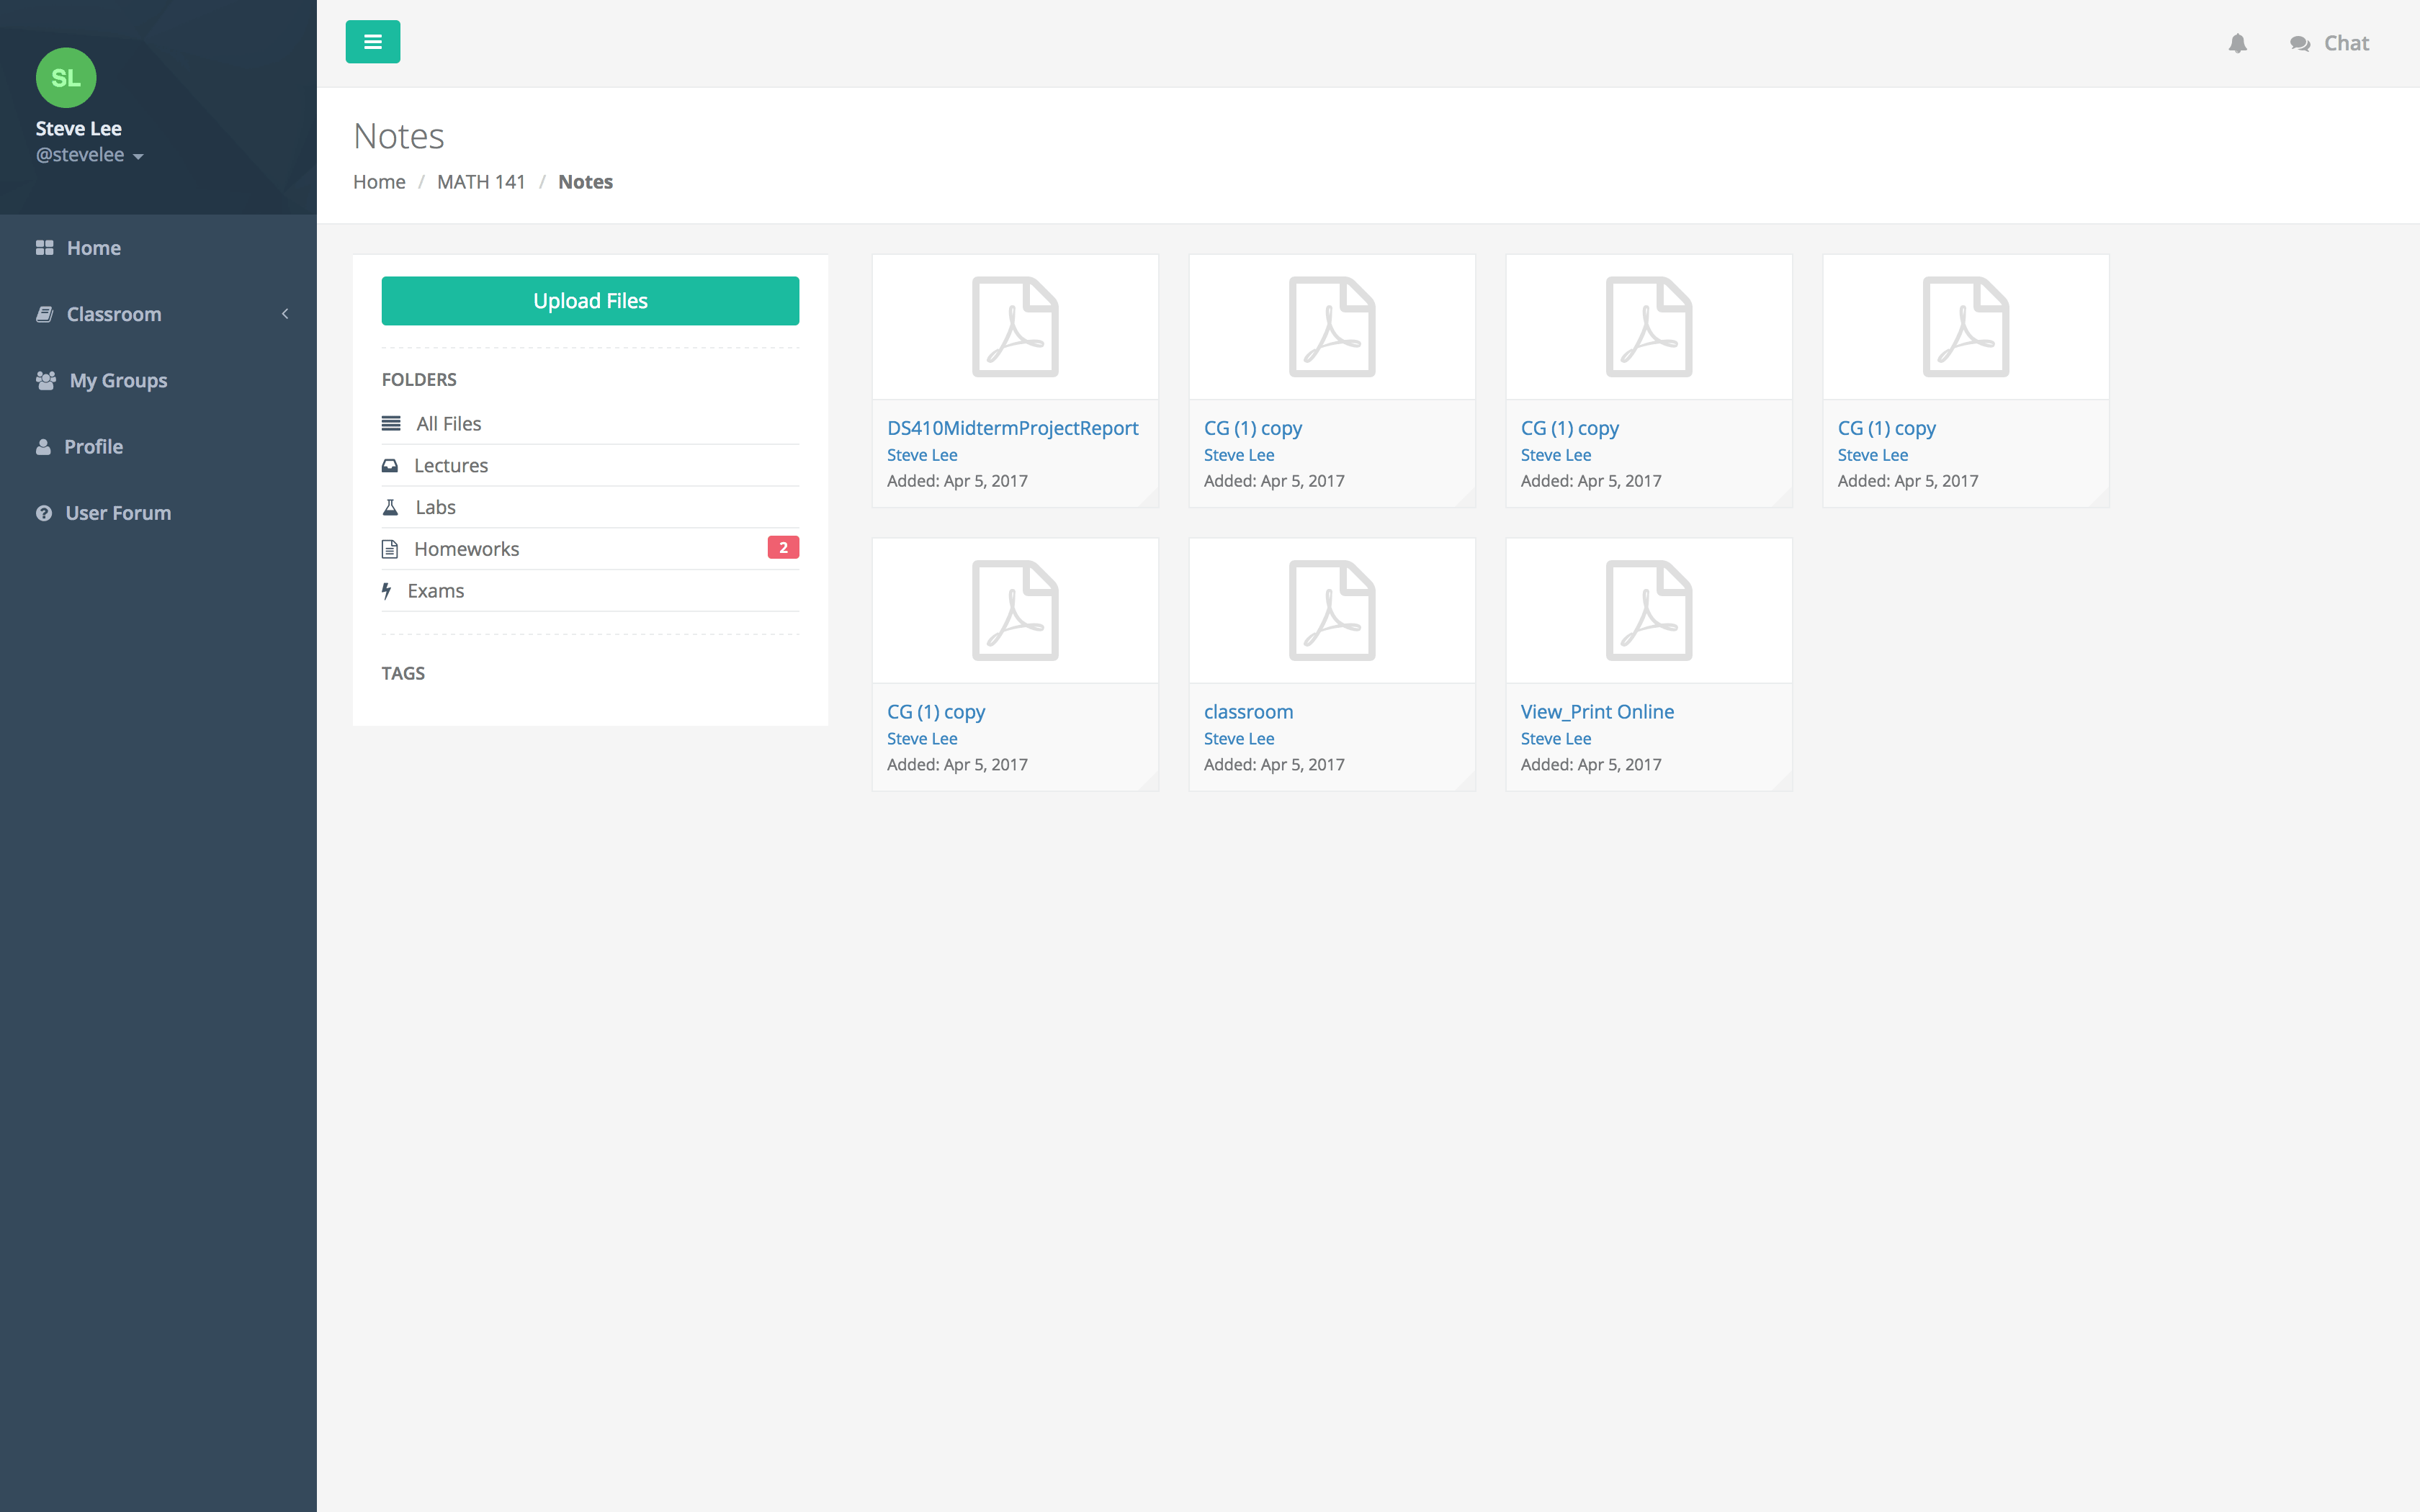 SL
Steve Lee
@stevelee
Home
Classroom
My Groups
Profile
User Forum
Chat
Notes
Home / MATH 141 / Notes
Upload Files
FOLDERS
All Files
Lectures
Labs
Homeworks 2
Exams
TAGS
DS410MidtermProjectReport
Steve Lee
Added: Apr 5, 2017
CG (1) copy
Steve Lee
Added: Apr 5, 2017
CG (1) copy
Steve Lee
Added: Apr 5, 2017
CG (1) copy
Steve Lee
Added: Apr 5, 2017
CG (1) copy
Steve Lee
Added: Apr 5, 2017
classroom
Steve Lee
Added: Apr 5, 2017
View_Print Online
Steve Lee
Added: Apr 5, 2017